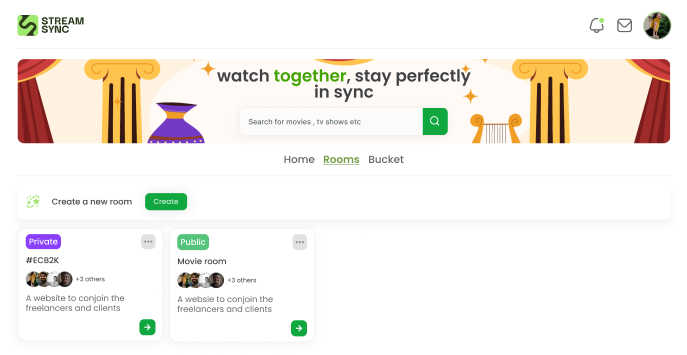 STREAM
SYNC
watch together, stay perfectly
in sync
Search for movies , tv shows etc
Home Rooms Bucket
Create a new room Create
Private
#ECB2K
+3 others
A website to conjoin the
freelancers and clients
Public
Movie room
+3 others
A websie to conjoin the
freelancers and clients